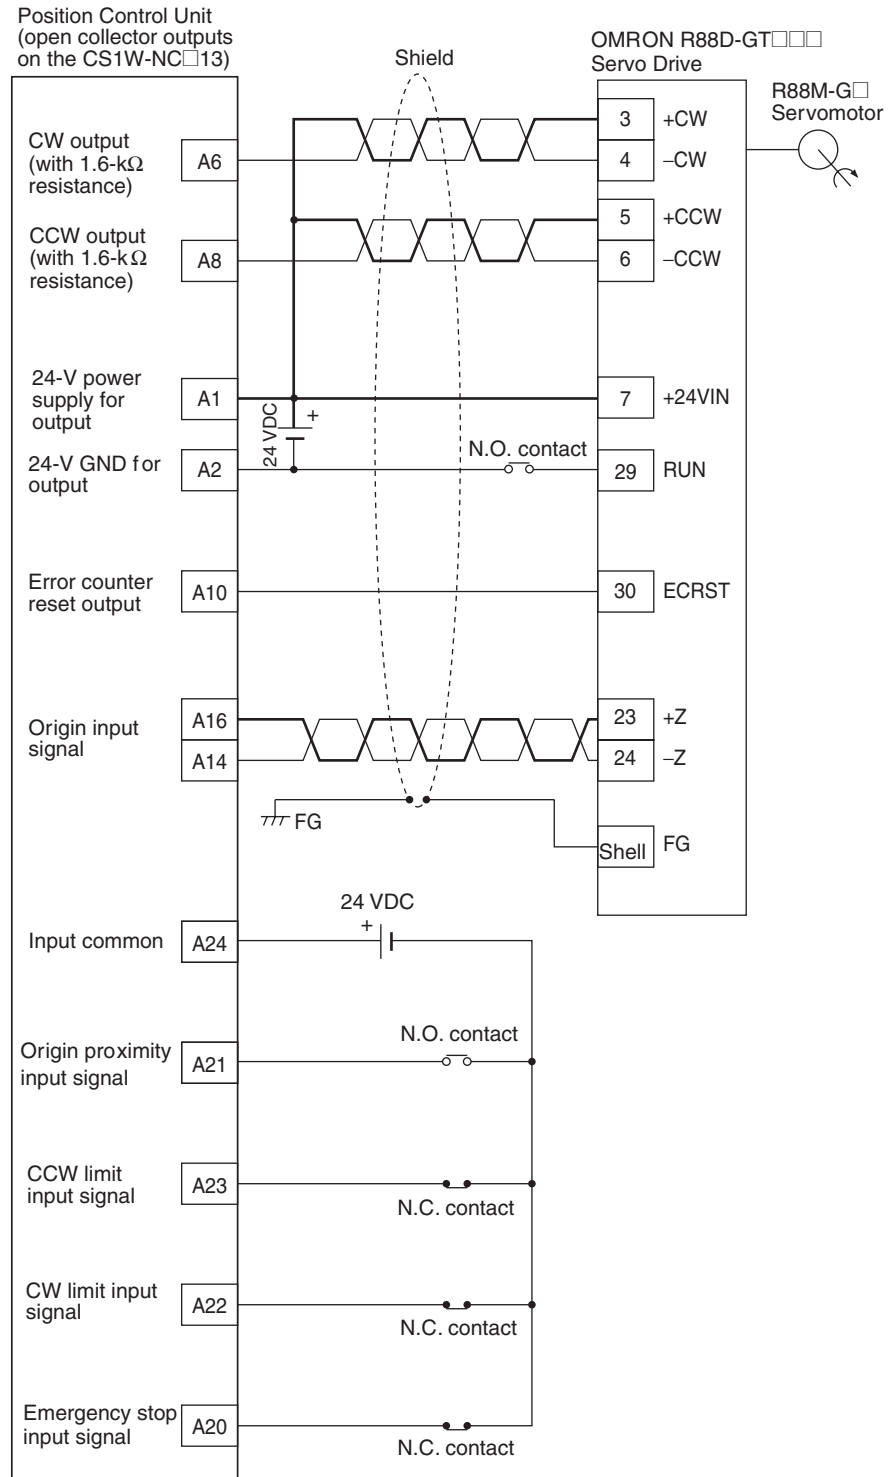 Position Control Unit
(open collector outputs
on the CS1W-NC□13)
Shield
OMRON R88D-GT□□□
Servo Drive
R88M-G□
Servomotor
CW output
(with 1.6-kΩ
resistance)
A6
3
+CW
4
−CW
CCW output
(with 1.6-kΩ
resistance)
A8
5
+CCW
6
−CCW
24-V power
supply for
output
A1
24 VDC
+
7
+24VIN
24-V GND for
output
A2
N.O. contact
29
RUN
Error counter
reset output
A10
30
ECRST
Origin input
signal
A16
A14
23
+Z
24
−Z
FG
Shell
FG
Input common
A24
24 VDC
+
Origin proximity
input signal
A21
N.O. contact
CCW limit
input signal
A23
N.C. contact
CW limit input
signal
A22
N.C. contact
Emergency stop
input signal
A20
N.C. contact